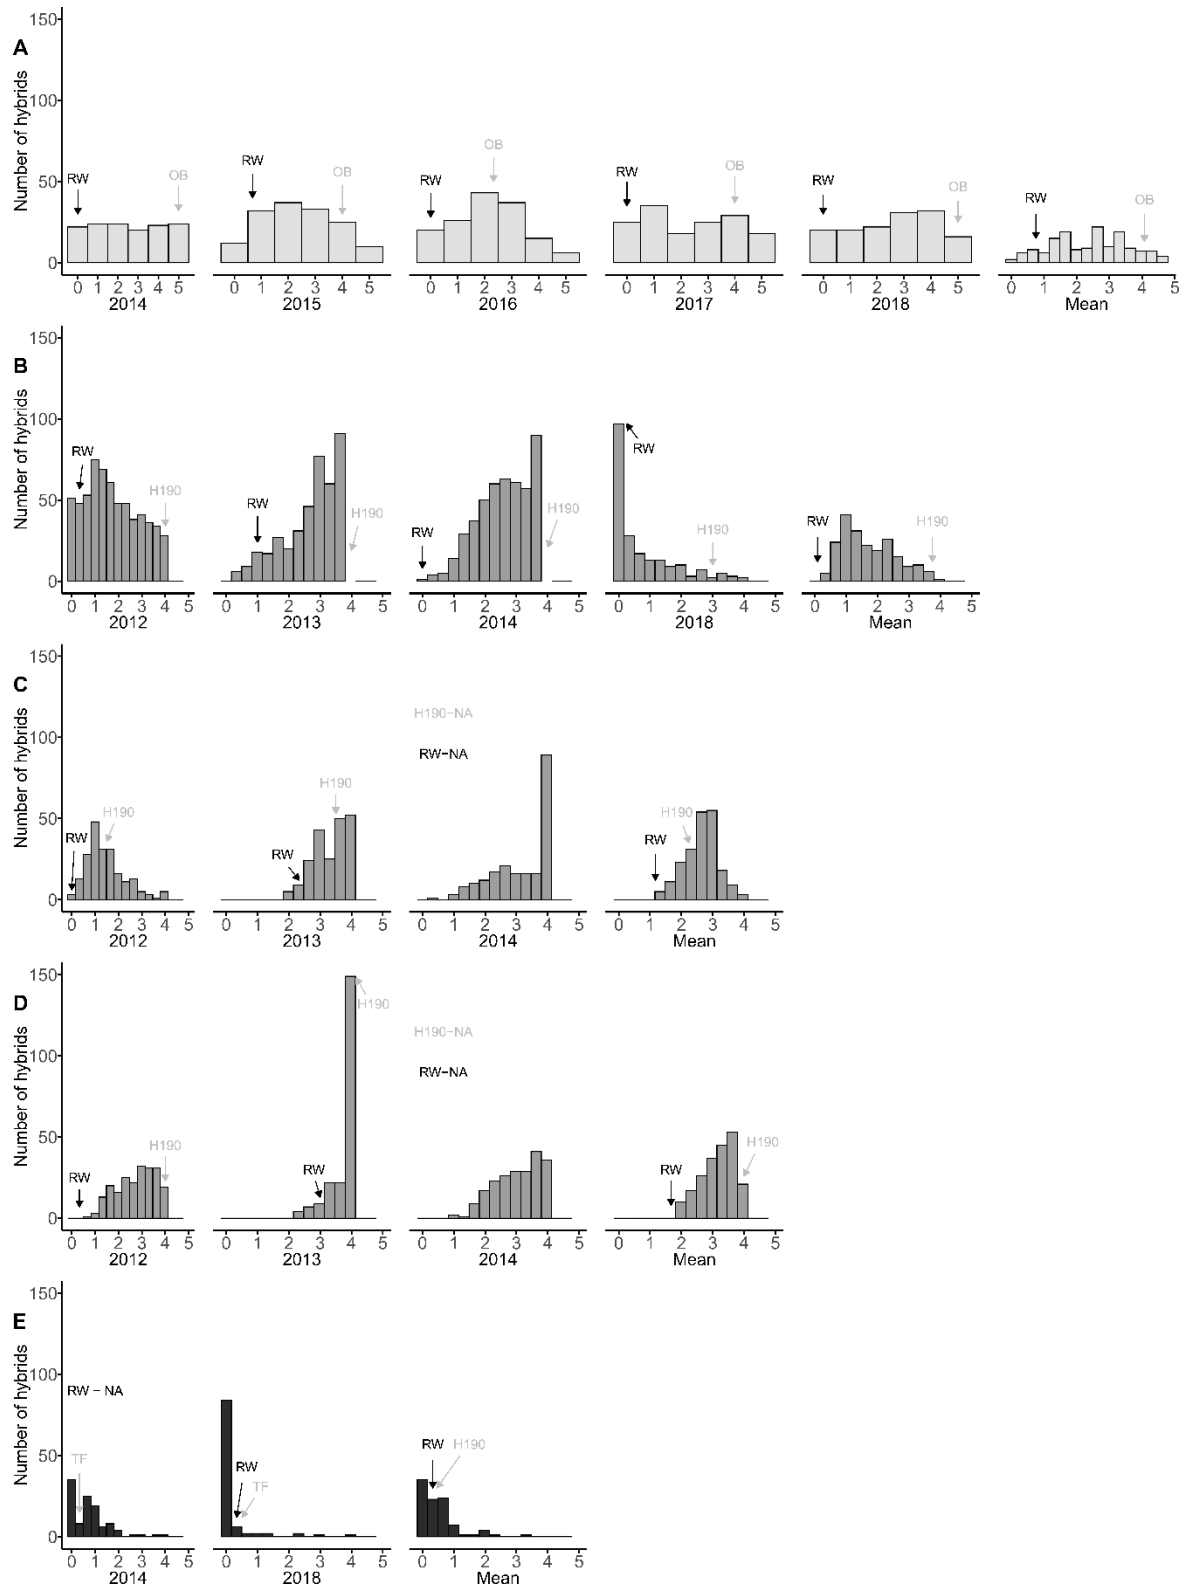 A
Number of hybrids
150
100
50
0
RW OB RW OB RW OB RW OB RW OB RW OB
0 1 2 3 4 5 0 1 2 3 4 5 0 1 2 3 4 5 0 1 2 3 4 5 0 1 2 3 4 5 0 1 2 3 4 5
2014 2015 2016 2017 2018 Mean
B
Number of hybrids
150
100
50
0
RW H190 RW H190 RW H190 RW H190 RW H190
0 1 2 3 4 5 0 1 2 3 4 5 0 1 2 3 4 5 0 1 2 3 4 5 0 1 2 3 4 5
2012 2013 2014 2018 Mean
C
Number of hybrids
150
100
50
0
H190-NA
RW-NA
RW H190 RW H190 RW H190
0 1 2 3 4 5 0 1 2 3 4 5 0 1 2 3 4 5 0 1 2 3 4 5
2012 2013 2014 Mean
D
Number of hybrids
150
100
50
0
H190
H190-NA
RW-NA
RW H190 RW RW H190
0 1 2 3 4 5 0 1 2 3 4 5 0 1 2 3 4 5 0 1 2 3 4 5
2012 2013 2014 Mean
E
Number of hybrids
150
100
50
0
RW - NA
TF RW TF RW H190
0 1 2 3 4 5 0 1 2 3 4 5 0 1 2 3 4 5
2014 2018 Mean